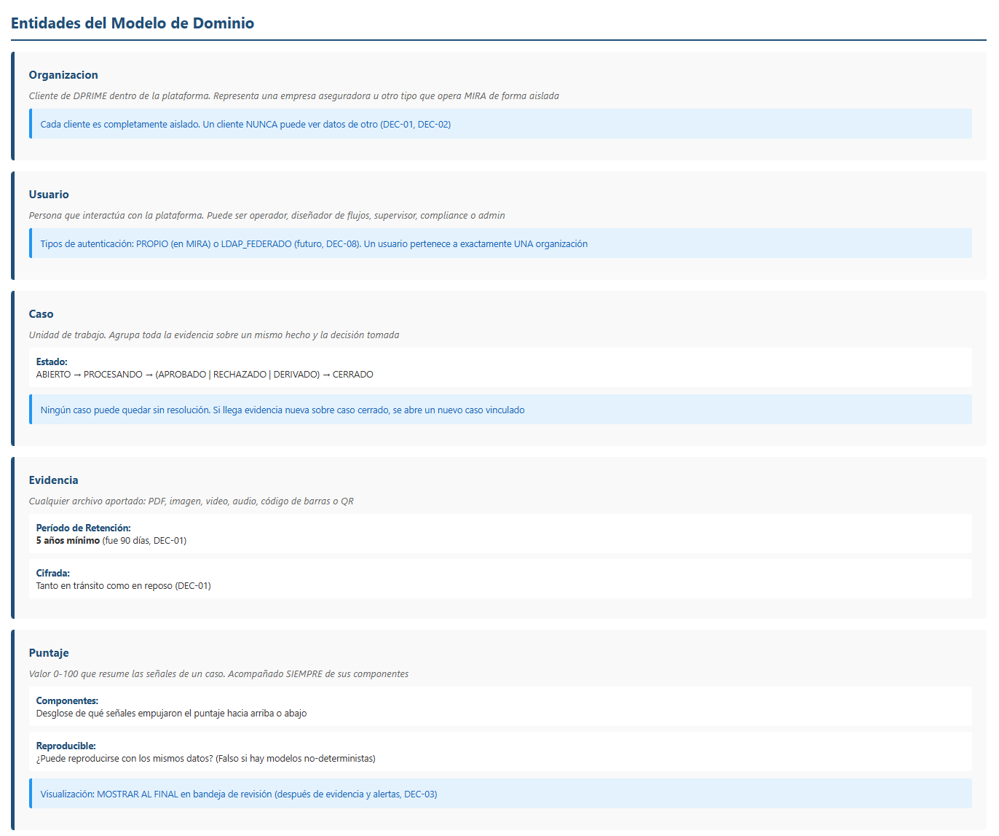 Entidades del Modelo de Dominio
Organizacion
Cliente de DPRIME dentro de la plataforma. Representa una empresa aseguradora u otro tipo que opera MIRA de forma aislada
Cada cliente es completamente aislado. Un cliente NUNCA puede ver datos de otro (DEC-01, DEC-02)
Usuario
Persona que interactúa con la plataforma. Puede ser operador, diseñador de flujos, supervisor, compliance o admin
Tipos de autenticación: PROPIO (en MIRA) o LDAP_FEDERADO (futuro, DEC-08). Un usuario pertenece a exactamente UNA organización
Caso
Unidad de trabajo. Agrupa toda la evidencia sobre un mismo hecho y la decisión tomada
Estado:
ABIERTO → PROCESANDO → (APROBADO | RECHAZADO | DERIVADO) → CERRADO
Ningún caso puede quedar sin resolución. Si llega evidencia nueva sobre caso cerrado, se abre un nuevo caso vinculado
Evidencia
Cualquier archivo aportado: PDF, imagen, video, audio, código de barras o QR
Período de Retención:
5 años mínimo (fue 90 días, DEC-01)
Cifrada:
Tanto en tránsito como en reposo (DEC-01)
Puntaje
Valor 0-100 que resume las señales de un caso. Acompañado SIEMPRE de sus componentes
Componentes:
Desglose de qué señales empujaron el puntaje hacia arriba o abajo
Reproducible:
¿Puede reproducirse con los mismos datos? (Falso si hay modelos no-deterministas)
Visualización: MOSTRAR AL FINAL en bandeja de revisión (después de evidencia y alertas, DEC-03)